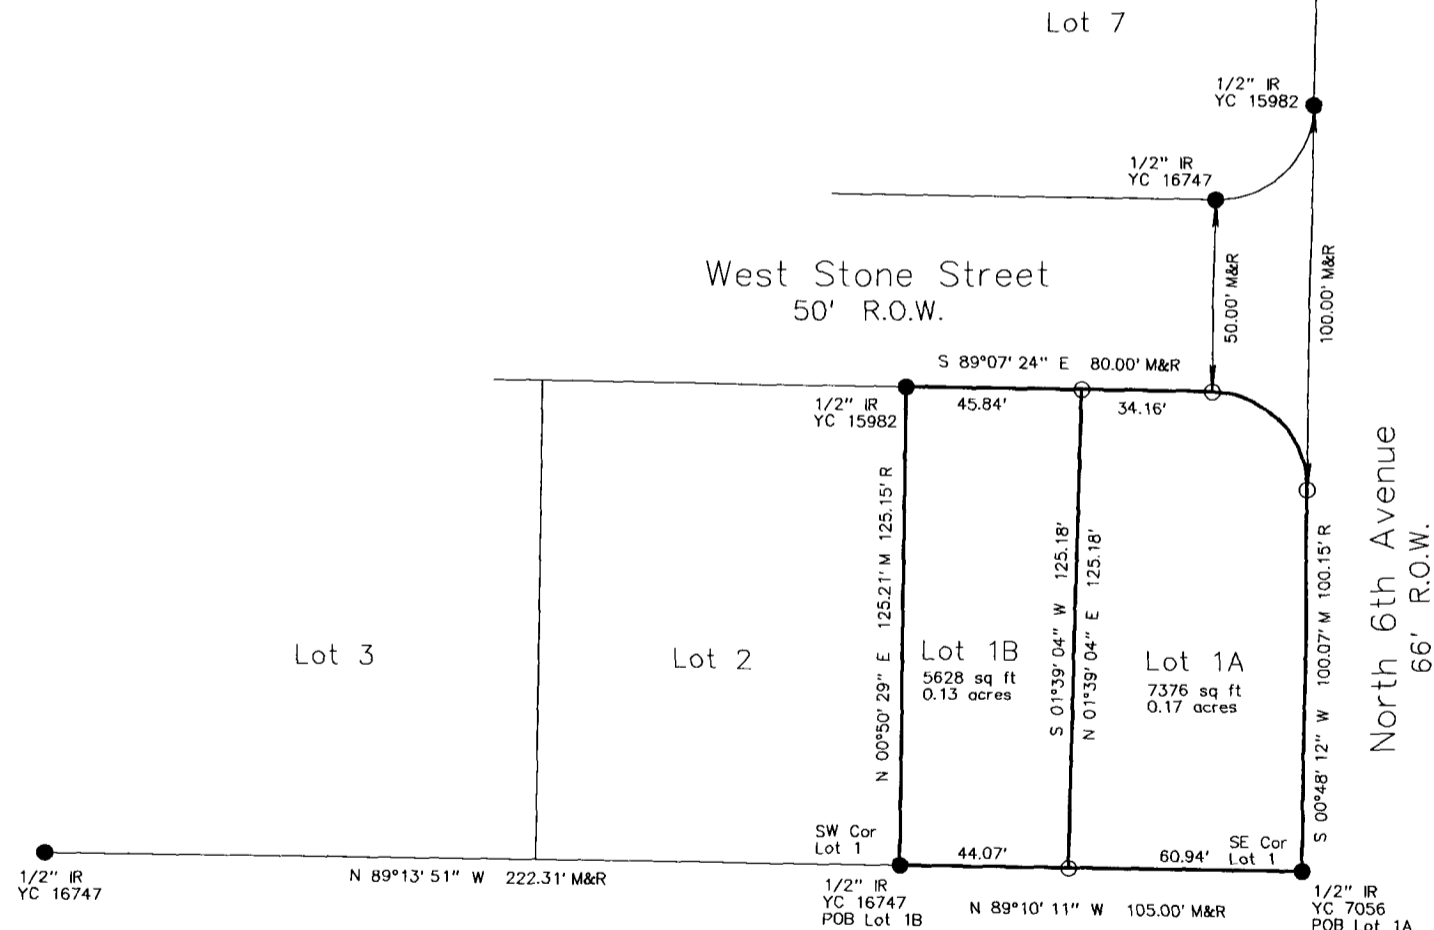 Lot 7
1/2" IR
YC 15982
1/2" IR
YC 16747
West Stone Street
50' R.O.W.
50.00' M&R
100.00' M&R
S 89°07' 24" E 80.00' M&R
1/2" IR
YC 15982
45.84'
34.16'
N 00°50' 29" E 125.21' M 125.15' R
S 01°39' 04" W 125.18'
N 01°39' 04" E 125.18'
S 00°48' 12" W 100.07' M 100.15' R
North 6th Avenue
66' R.O.W.
Lot 3
Lot 2
Lot 1B
5628 sq ft
0.13 acres
Lot 1A
7376 sq ft
0.17 acres
SW Cor
Lot 1
44.07'
60.94'
SE Cor
Lot 1
1/2" IR
YC 16747
N 89°13' 51" W 222.31' M&R
1/2" IR
YC 16747
POB Lot 1B
N 89°10' 11" W 105.00' M&R
1/2" IR
YC 7056
POB Lot 1A